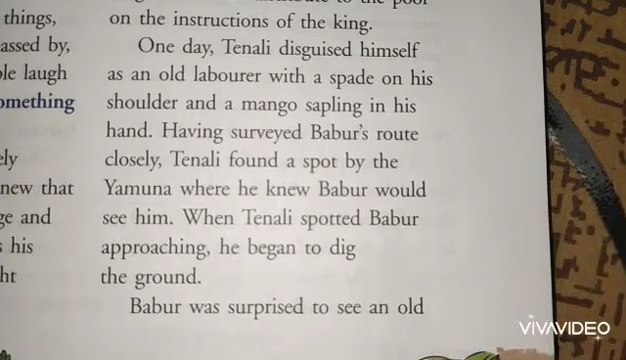 things,
assed by,
le laugh
omething
ely
new that
ge and
his
ht
on the instructions of the king.
One day, Tenali disguised himself
as an old labourer with a spade on his
shoulder and a mango sapling in his
hand. Having surveyed Babur's route
closely, Tenali found a spot by the
Yamuna where he knew Babur would
see him. When Tenali spotted Babur
approaching, he began to dig
the ground.
Babur was surprised to see an old
VIVAVIDEO